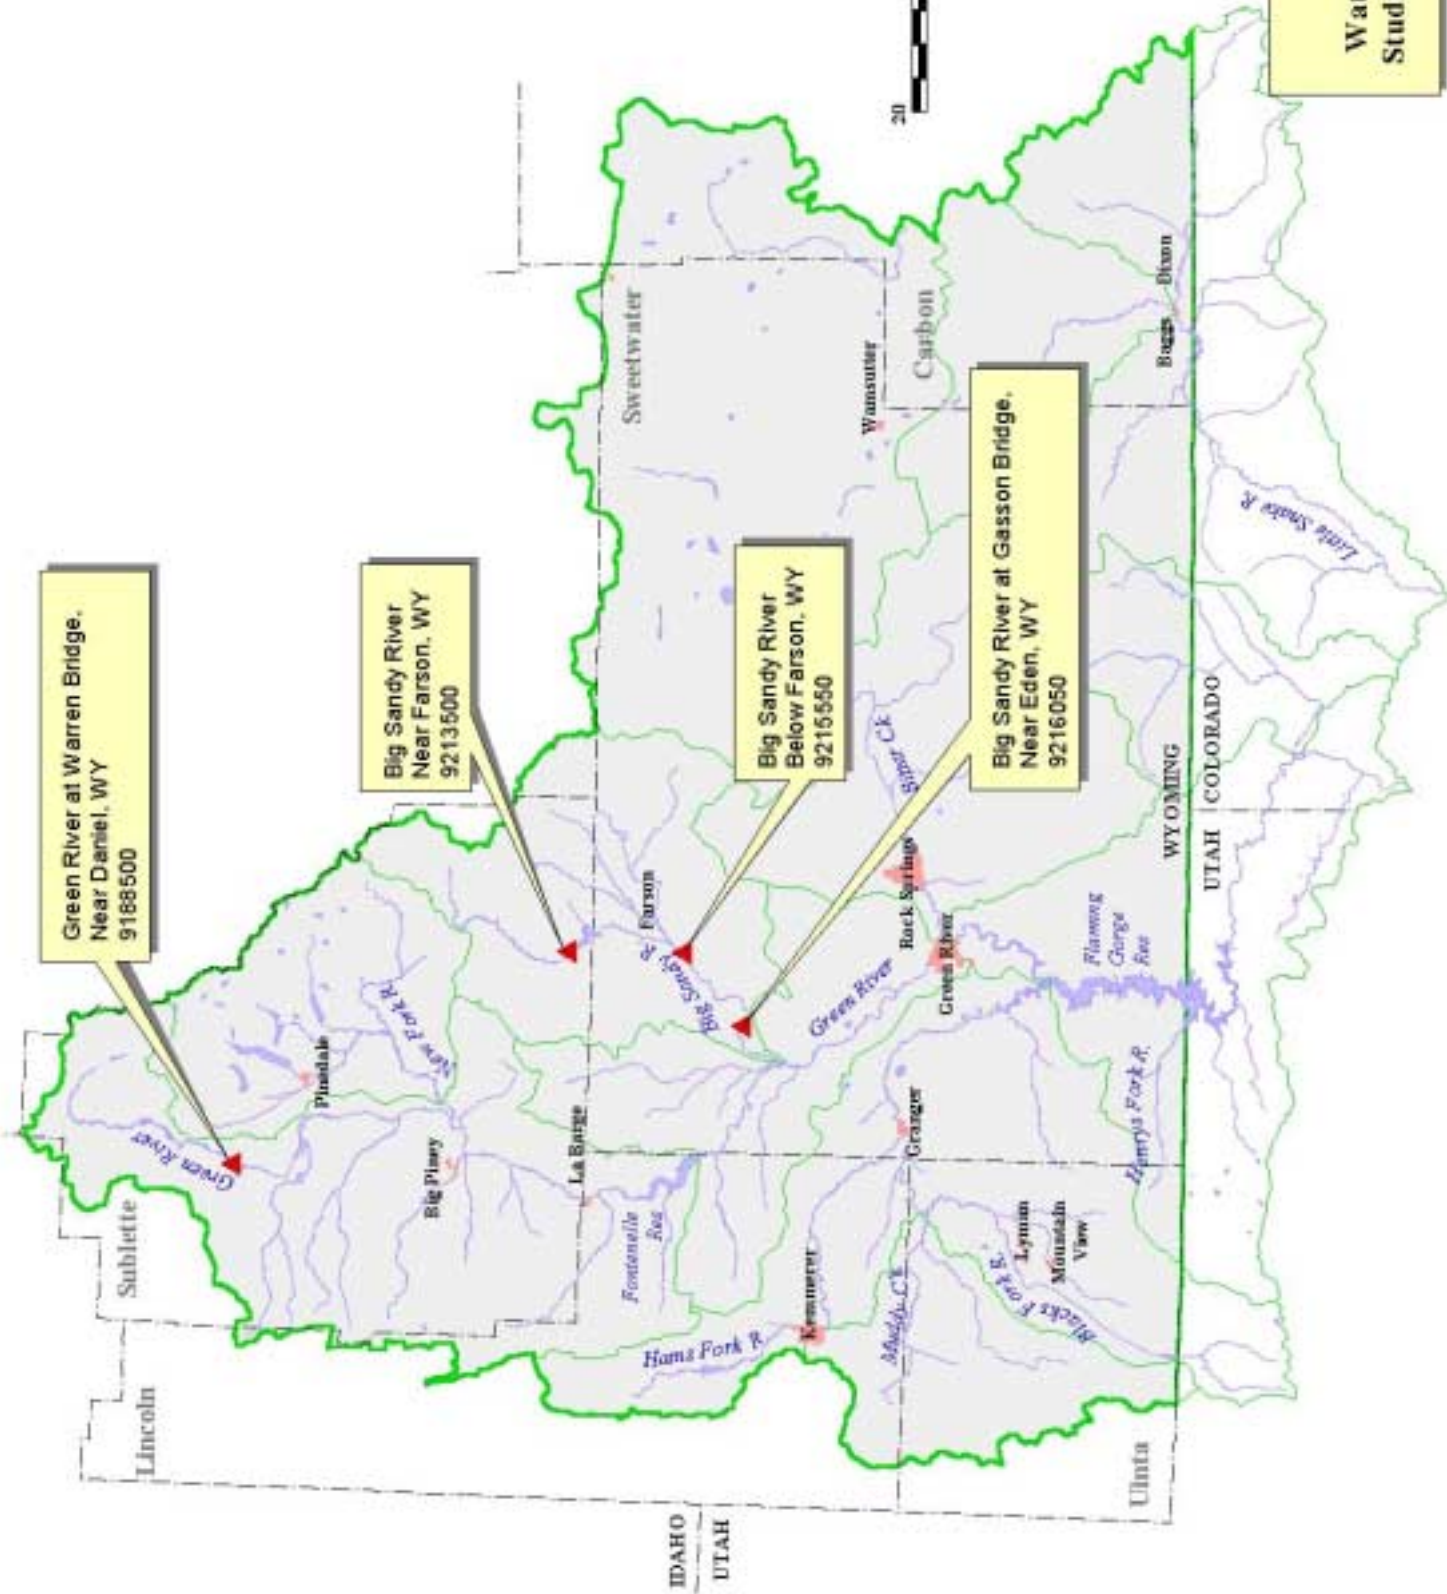 Green River at Warren Bridge,
Near Daniel, WY
9188500
Big Sandy River
Near Farson, WY
9213500
Big Sandy River
Below Farson, WY
9215550
Big Sandy River at Gasson Bridge,
Near Eden, WY
9216050
Lincoln
Sublette
Green River
Pinedale
New Fork R.
Big Piney
La Barge
Fontenelle
Res
Farson
Big Sandy R.
Sweetwater
Hams Fork R
Kemmerer
Green River
Rock Springs
Bitter Ck
Wamsutter
Carbon
Muddy Ck
Granger
Green River
Blacks Fork R.
Lyman
Mountain
View
Henrys Fork R.
Flaming
Gorge
Res
Baggs
Dixon
Uinta
IDAHO
UTAH
WYOMING
UTAH
COLORADO
Little Snake R.
20